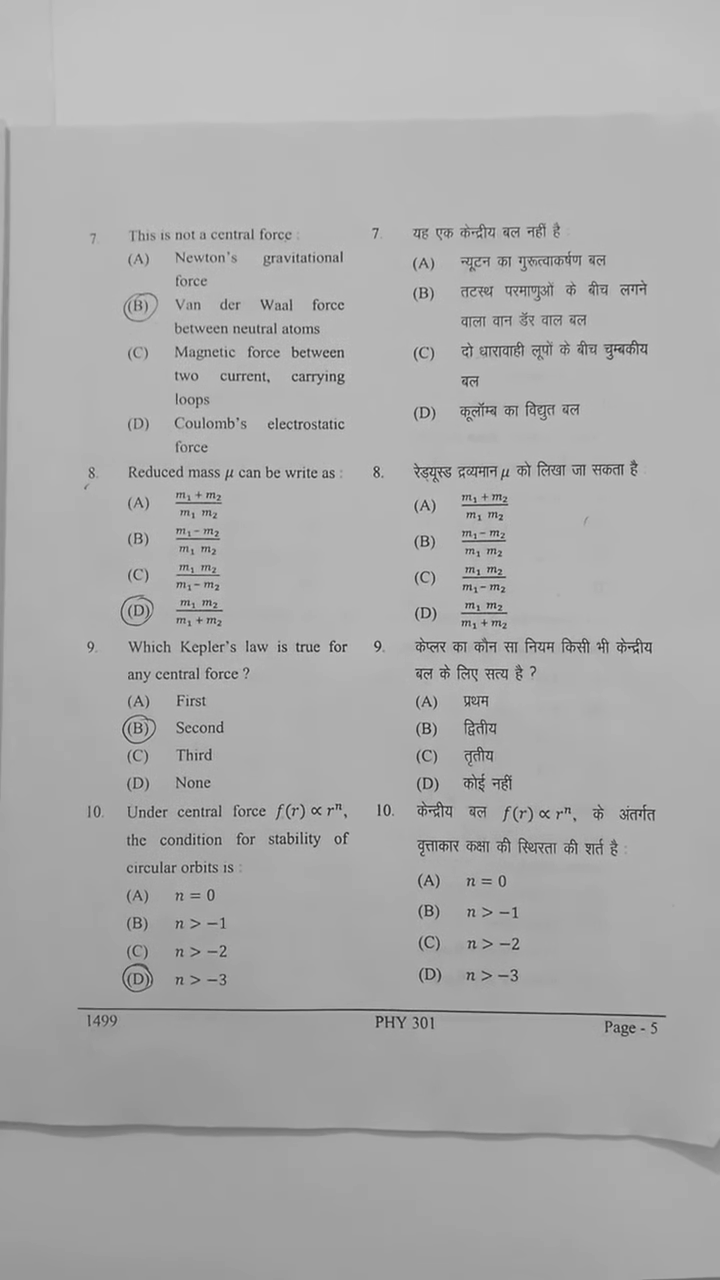 7. This is not a central force :
(A) Newton's gravitational
force
(B) Van der Waal force
between neutral atoms
(C) Magnetic force between
two current, carrying
loops
(D) Coulomb's electrostatic
force
8. Reduced mass μ can be write as :
(A) (m₁ + m₂)/(m₁ m₂)
(B) (m₁ − m₂)/(m₁ m₂)
(C) (m₁ m₂)/(m₁ − m₂)
(D) (m₁ m₂)/(m₁ + m₂)
9. Which Kepler's law is true for
any central force ?
(A) First
(B) Second
(C) Third
(D) None
10. Under central force f(r) ∝ rⁿ,
the condition for stability of
circular orbits is :
(A) n = 0
(B) n > −1
(C) n > −2
(D) n > −3
7. यह एक केन्द्रीय बल नहीं है :
(A) न्यूटन का गुरूत्वाकर्षण बल
(B) तटस्थ परमाणुओं के बीच लगने
वाला वान डॅर वाल बल
(C) दो धारावाही लूपों के बीच चुम्बकीय
बल
(D) कूलॉम्ब का विद्युत बल
8. रेड्यूस्ड द्रव्यमान μ को लिखा जा सकता है
(A) (m₁ + m₂)/(m₁ m₂)
(B) (m₁ − m₂)/(m₁ m₂)
(C) (m₁ m₂)/(m₁ − m₂)
(D) (m₁ m₂)/(m₁ + m₂)
9. केप्लर का कौन सा नियम किसी भी केन्द्रीय
बल के लिए सत्य है ?
(A) प्रथम
(B) द्वितीय
(C) तृतीय
(D) कोई नहीं
10. केन्द्रीय बल f(r) ∝ rⁿ, के अंतर्गत
वृत्ताकार कक्षा की स्थिरता की शर्त है :
(A) n = 0
(B) n > −1
(C) n > −2
(D) n > −3
1499 PHY 301 Page - 5